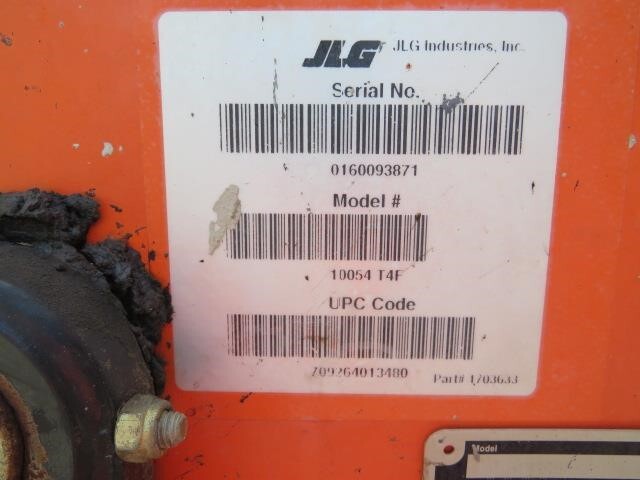 JLG JLG Industries, Inc.
Serial No.
0160093871
Model #
10054 T4F
UPC Code
709264013480
Part# 1703633
Model